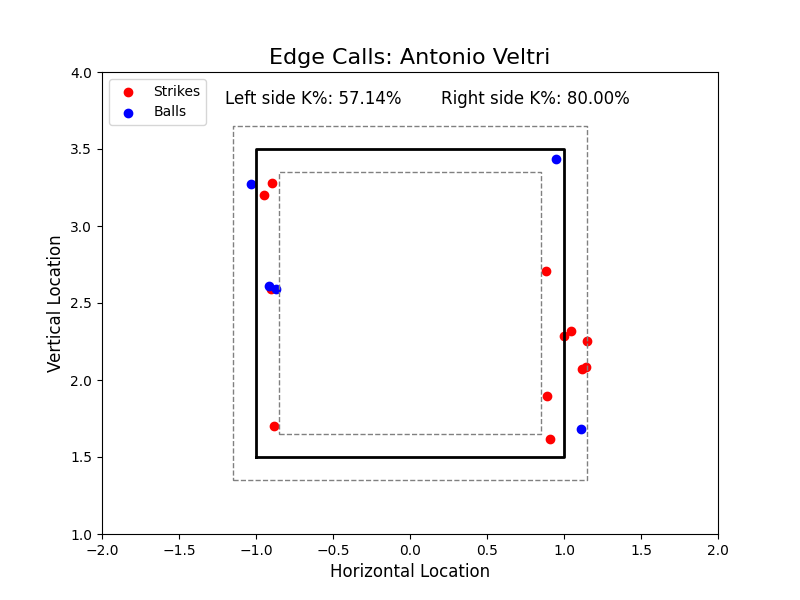 Edge Calls: Antonio Veltri
Strikes
Balls
Left side K%: 57.14%
Right side K%: 80.00%
4.0
3.5
3.0
2.5
2.0
1.5
1.0
Vertical Location
−2.0 −1.5 −1.0 −0.5 0.0 0.5 1.0 1.5 2.0
Horizontal Location